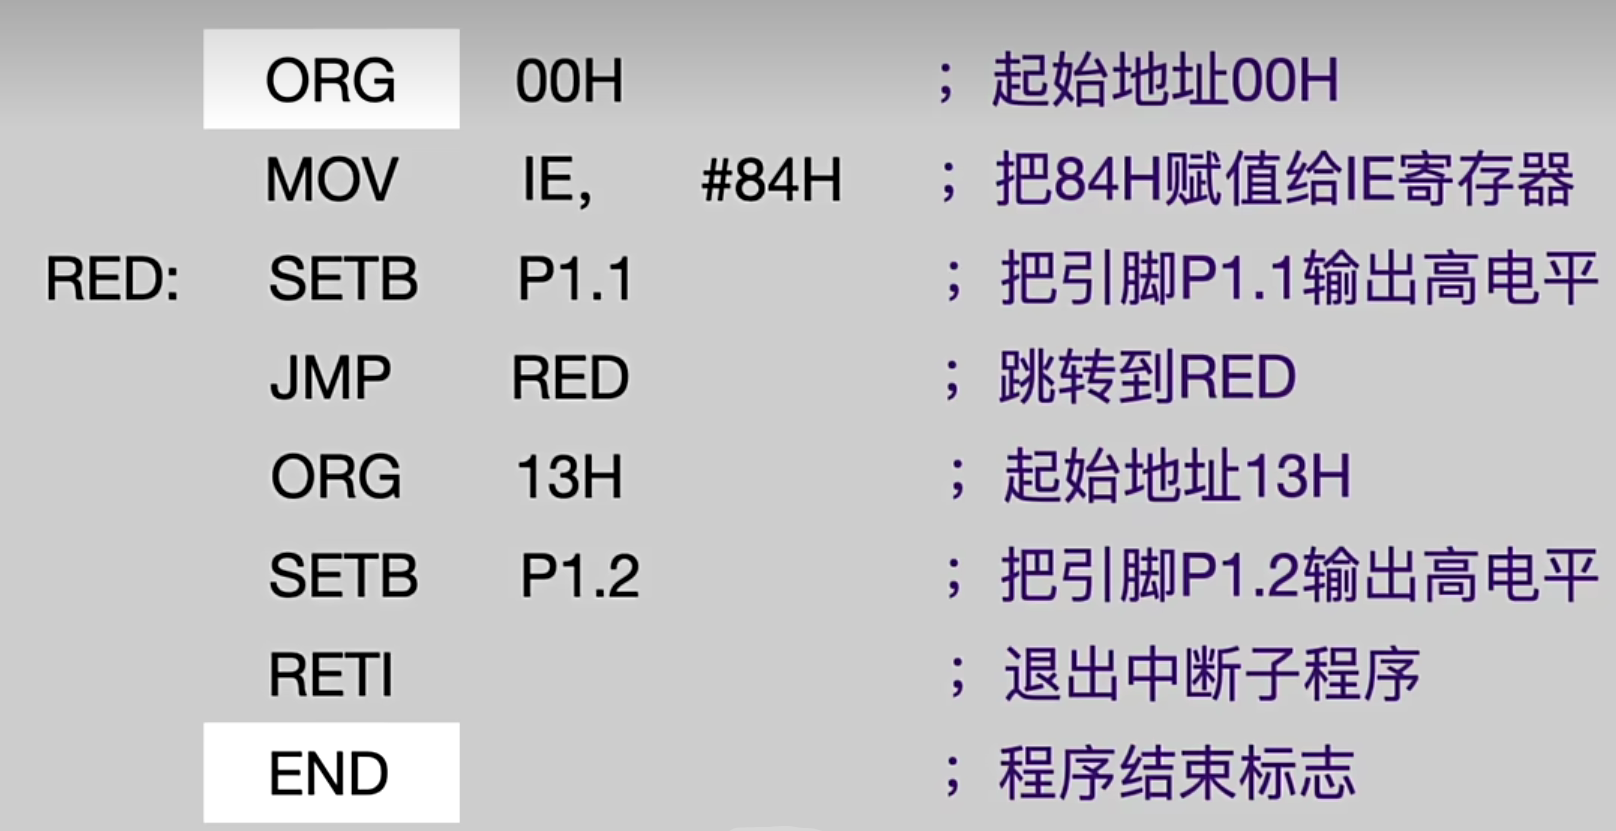 ORG 00H ; 起始地址00H
MOV IE, #84H ; 把84H赋值给IE寄存器
RED: SETB P1.1 ; 把引脚P1.1输出高电平
JMP RED ; 跳转到RED
ORG 13H ; 起始地址13H
SETB P1.2 ; 把引脚P1.2输出高电平
RETI ; 退出中断子程序
END ; 程序结束标志